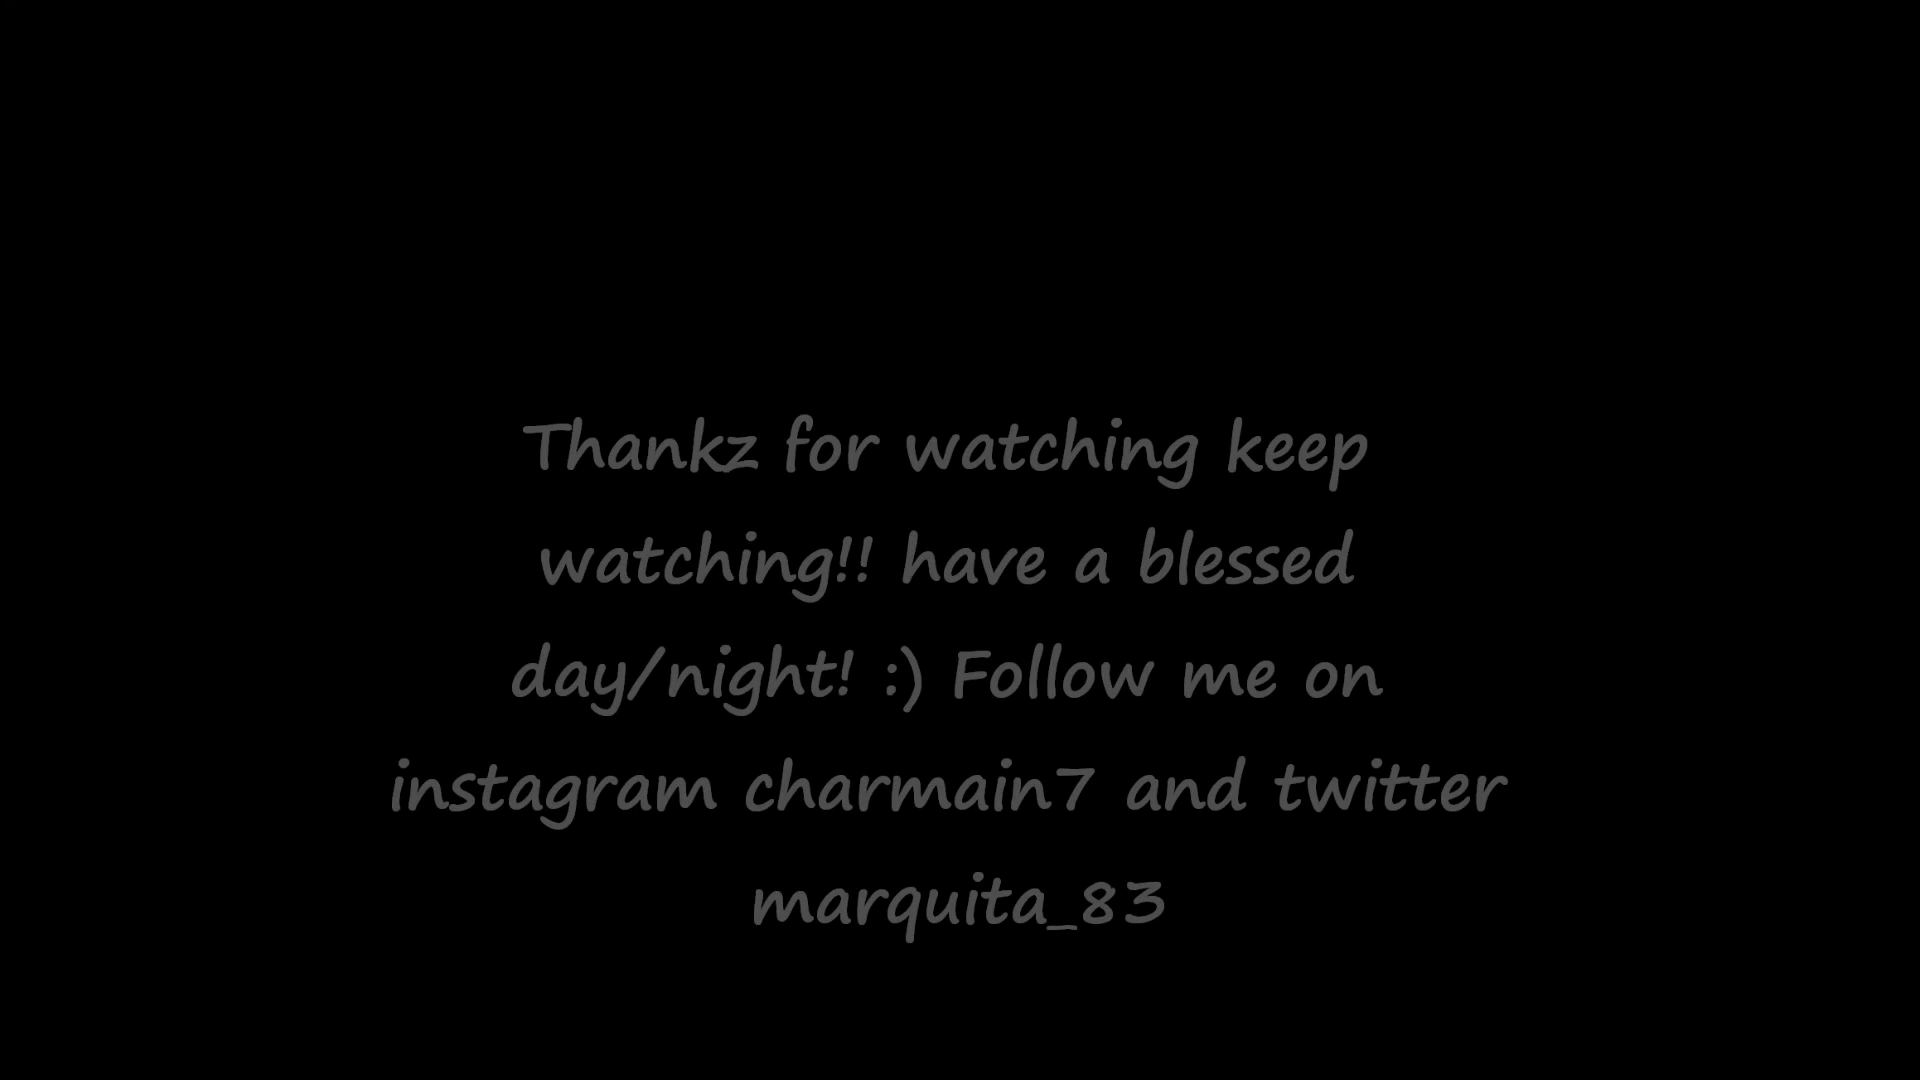 Thankz for watching keep
watching!! have a blessed
day/night! :) Follow me on
instagram charmain7 and twitter
marquita_83